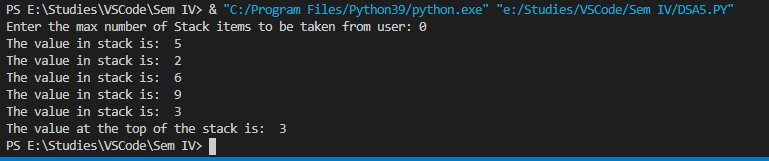 PS E:\Studies\VSCode\Sem IV> & "C:/Program Files/Python39/python.exe" "e:/Studies/VSCode/Sem IV/DSA5.PY"
Enter the max number of Stack items to be taken from user: 0
The value in stack is:  5
The value in stack is:  2
The value in stack is:  6
The value in stack is:  9
The value in stack is:  3
The value at the top of the stack is:  3
PS E:\Studies\VSCode\Sem IV>